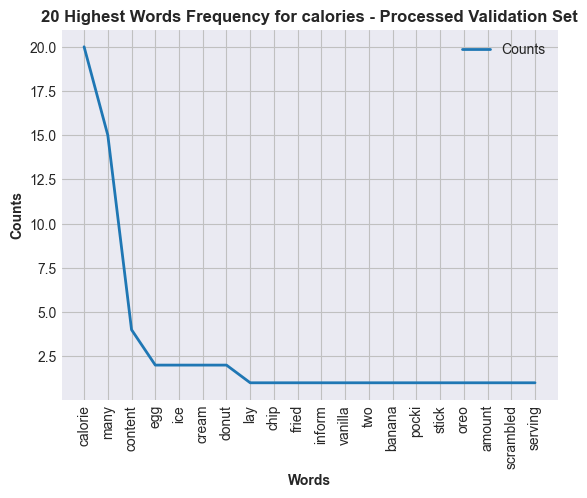 20 Highest Words Frequency for calories - Processed Validation Set
Counts
20.0
17.5
15.0
12.5
10.0
7.5
5.0
2.5
Counts
calorie
many
content
egg
ice
cream
donut
lay
chip
fried
inform
vanilla
two
banana
pocki
stick
oreo
amount
scrambled
serving
Words